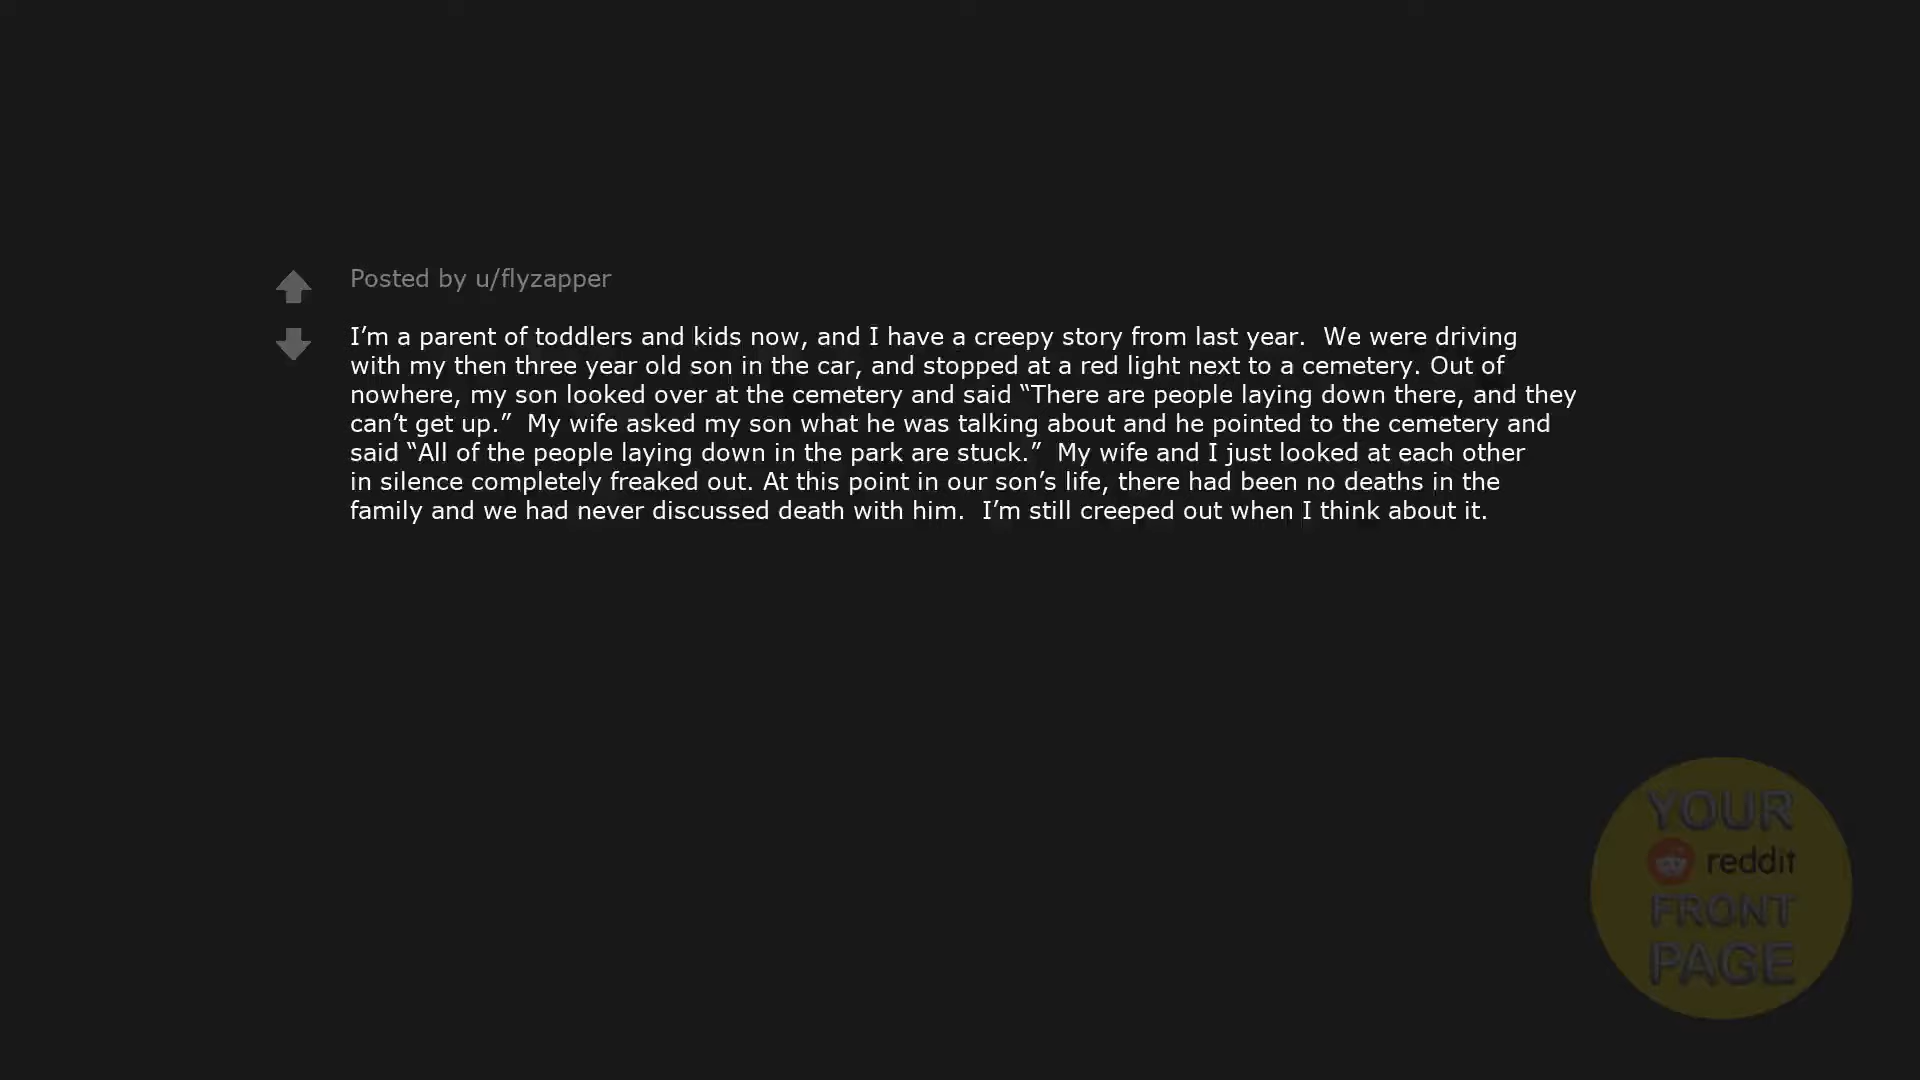 Posted by u/flyzapper
I’m a parent of toddlers and kids now, and I have a creepy story from last year.  We were driving
with my then three year old son in the car, and stopped at a red light next to a cemetery. Out of
nowhere, my son looked over at the cemetery and said “There are people laying down there, and they
can’t get up.”  My wife asked my son what he was talking about and he pointed to the cemetery and
said “All of the people laying down in the park are stuck.”  My wife and I just looked at each other
in silence completely freaked out. At this point in our son’s life, there had been no deaths in the
family and we had never discussed death with him.  I’m still creeped out when I think about it.
YOUR
reddit
FRONT
PAGE